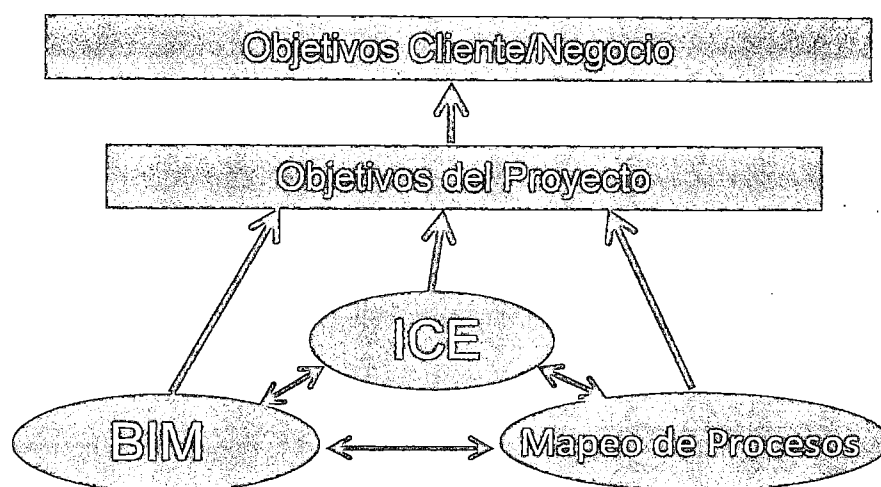 Objetivos Cliente/Negocio
Objetivos del Proyecto
ICE
BIM
Mapeo de Procesos